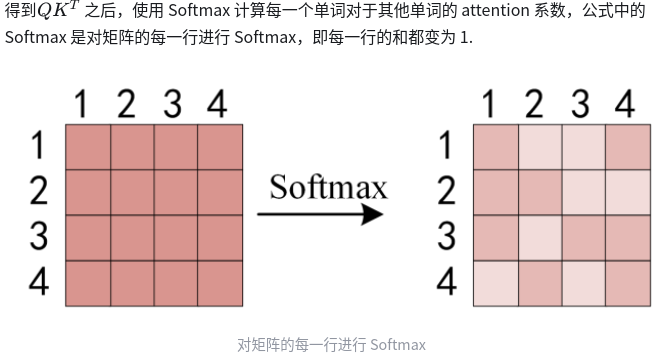 得到QK^T 之后，使用 Softmax 计算每一个单词对于其他单词的 attention 系数，公式中的
Softmax 是对矩阵的每一行进行 Softmax，即每一行的和都变为 1.
1 2 3 4
1
2
3
4
Softmax
1 2 3 4
1
2
3
4
对矩阵的每一行进行 Softmax